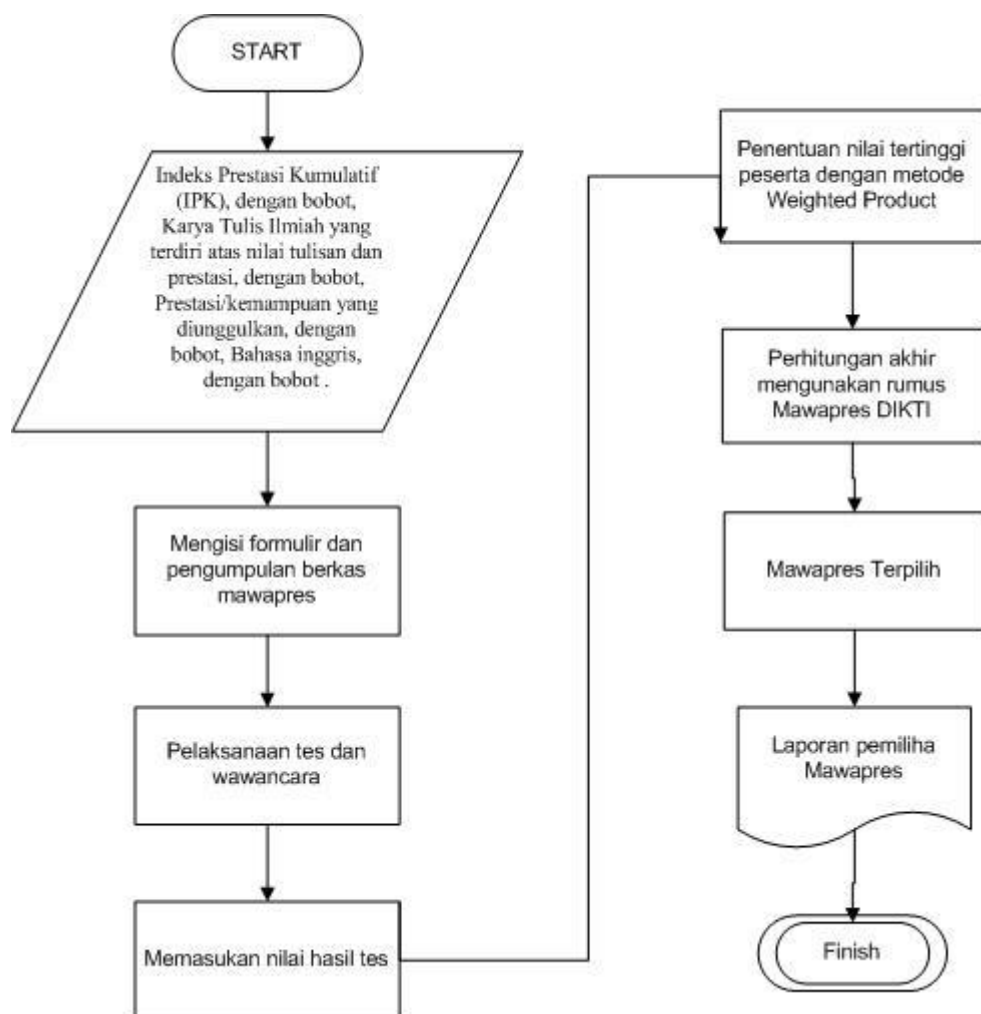 START
Indeks Prestasi Kumulatif
(IPK), dengan bobot,
Karya Tulis Ilmiah yang
terdiri atas nilai tulisan dan
prestasi, dengan bobot,
Prestasi/kemampuan yang
diunggulkan, dengan
bobot, Bahasa inggris,
dengan bobot .
Mengisi formulir dan
pengumpulan berkas
mawapres
Pelaksanaan tes dan
wawancara
Memasukan nilai hasil tes
Penentuan nilai tertinggi
peserta dengan metode
Weighted Product
Perhitungan akhir
mengunakan rumus
Mawapres DIKTI
Mawapres Terpilih
Laporan pemiliha
Mawapres
Finish